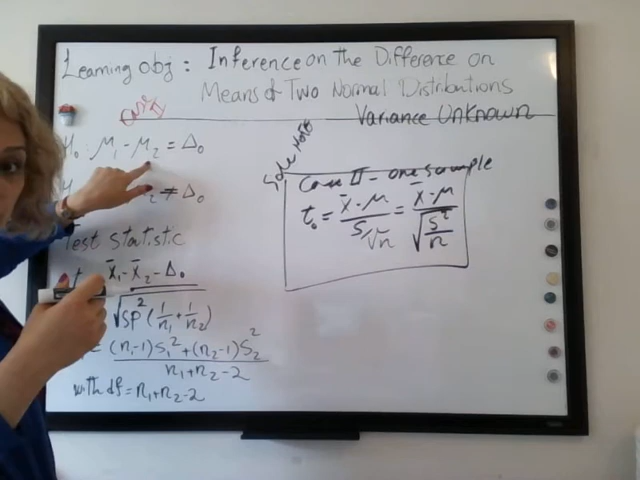 Learning obj : Inference on the Difference on
Means of Two Normal Distributions
Variance Unknown
Case II
H₀: μ₁ - μ₂ = Δ₀
₂ ≠ Δ₀
Test statistic
x̄₁ - x̄₂ - Δ₀
√SP² (1/n₁ + 1/n₂)
= (n₁-1)S₁² + (n₂-1)S₂²
n₁+n₂-2
with df = n₁+n₂-2
Side Note
Case II - one sample
t₀ = x̄ - μ / S/√n = x̄ - μ / √S²/n